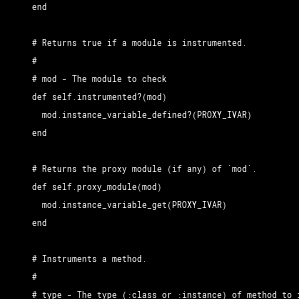 end
# Returns true if a module is instrumented.
#
# mod - The module to check
def self.instrumented?(mod)
mod.instance_variable_defined?(PROXY_IVAR)
end
# Returns the proxy module (if any) of `mod`.
def self.proxy_module(mod)
mod.instance_variable_get(PROXY_IVAR)
end
# Instruments a method.
#
# type - The type (:class or :instance) of method to